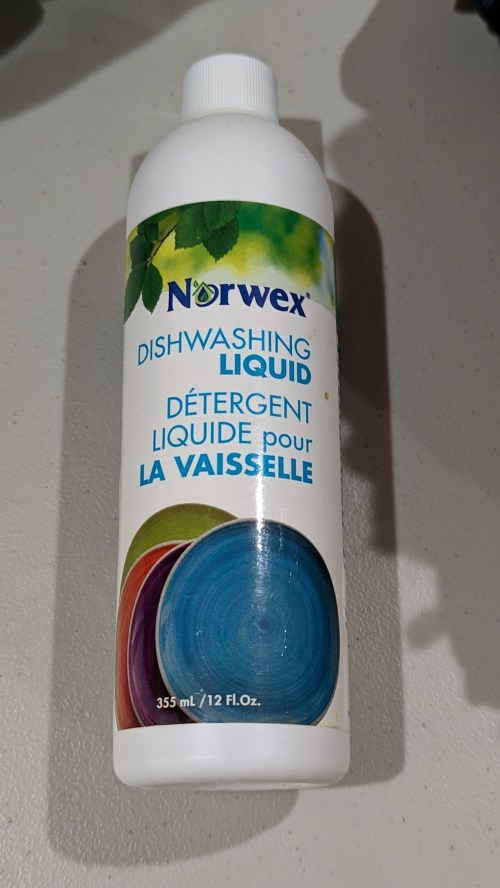 Norwex®
DISHWASHING
LIQUID
DÉTERGENT
LIQUIDE pour
LA VAISSELLE
355 mL /12 Fl.Oz.